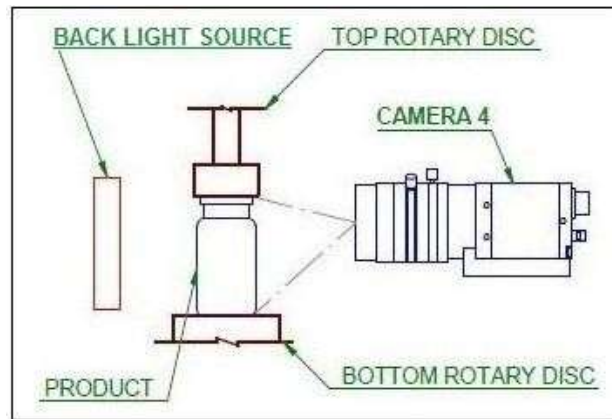 BACK LIGHT SOURCE
TOP ROTARY DISC
CAMERA 4
PRODUCT
BOTTOM ROTARY DISC